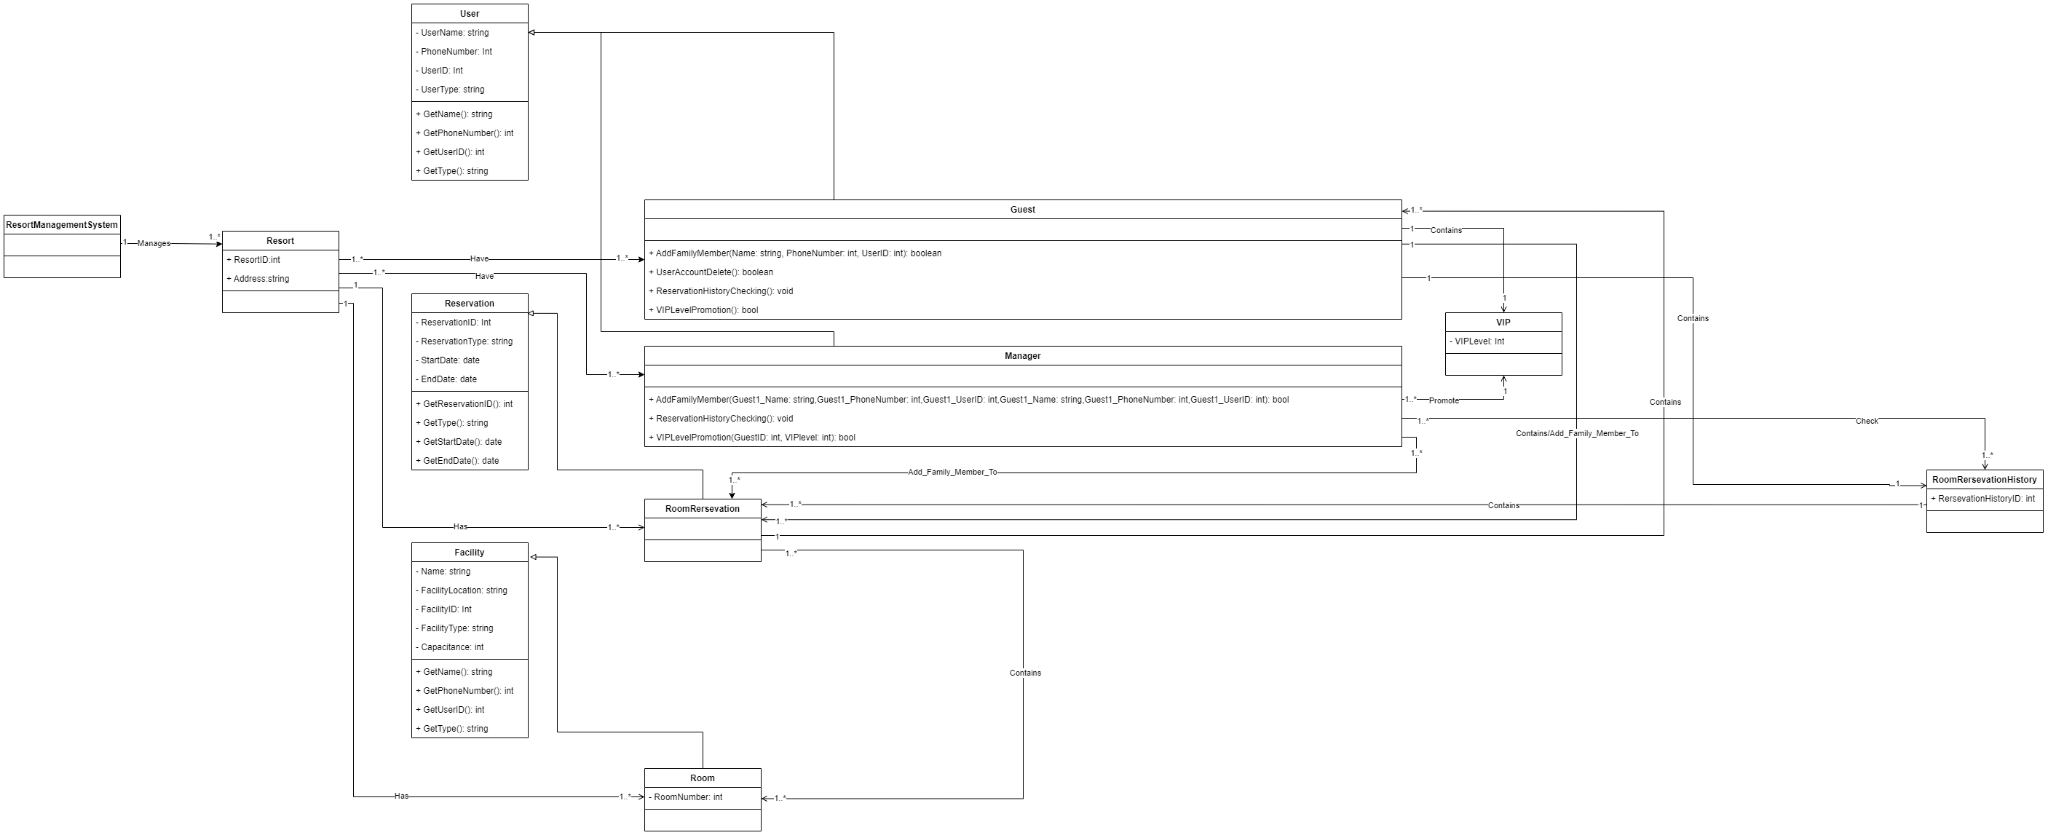 User
- UserName: string
- PhoneNumber: Int
- UserID: Int
- UserType: string
+ GetName(): string
+ GetPhoneNumber(): int
+ GetUserID(): int
+ GetType(): string
ResortManagementSystem
1
Manages
1..*
Resort
+ ResortID:int
+ Address:string
1..*
Have
1..*
1..*
Have
1..*
1
Has
1..*
1
Has
1..*
Guest
+ AddFamilyMember(Name: string, PhoneNumber: int, UserID: int): boolean
+ UserAccountDelete(): boolean
+ ReservationHistoryChecking(): void
+ VIPLevelPromotion(): bool
1..*
1
Contains
1
1
1
Contains
1
VIP
- VIPLevel: Int
Reservation
- ReservationID: Int
- ReservationType: string
- StartDate: date
- EndDate: date
+ GetReservationID(): int
+ GetType(): string
+ GetStartDate(): date
+ GetEndDate(): date
Manager
+ AddFamilyMember(Guest1_Name: string,Guest1_PhoneNumber: int,Guest1_UserID: int,Guest1_Name: string,Guest1_PhoneNumber: int,Guest1_UserID: int): bool
+ ReservationHistoryChecking(): void
+ VIPLevelPromotion(GuestID: int, VIPlevel: int): bool
1..*
Promote
1
Contains
1..*
Check
1..*
Contains/Add_Family_Member_To
1..*
Add_Family_Member_To
1..*
RoomRersevation
1..*
Contains
1
1..*
1
1..*
Contains
1..*
RoomRersevationHistory
+ RersevationHistoryID: int
Facility
- Name: string
- FacilityLocation: string
- FacilityID: Int
- FacilityType: string
- Capacitance: int
+ GetName(): string
+ GetPhoneNumber(): int
+ GetUserID(): int
+ GetType(): string
Room
- RoomNumber: int